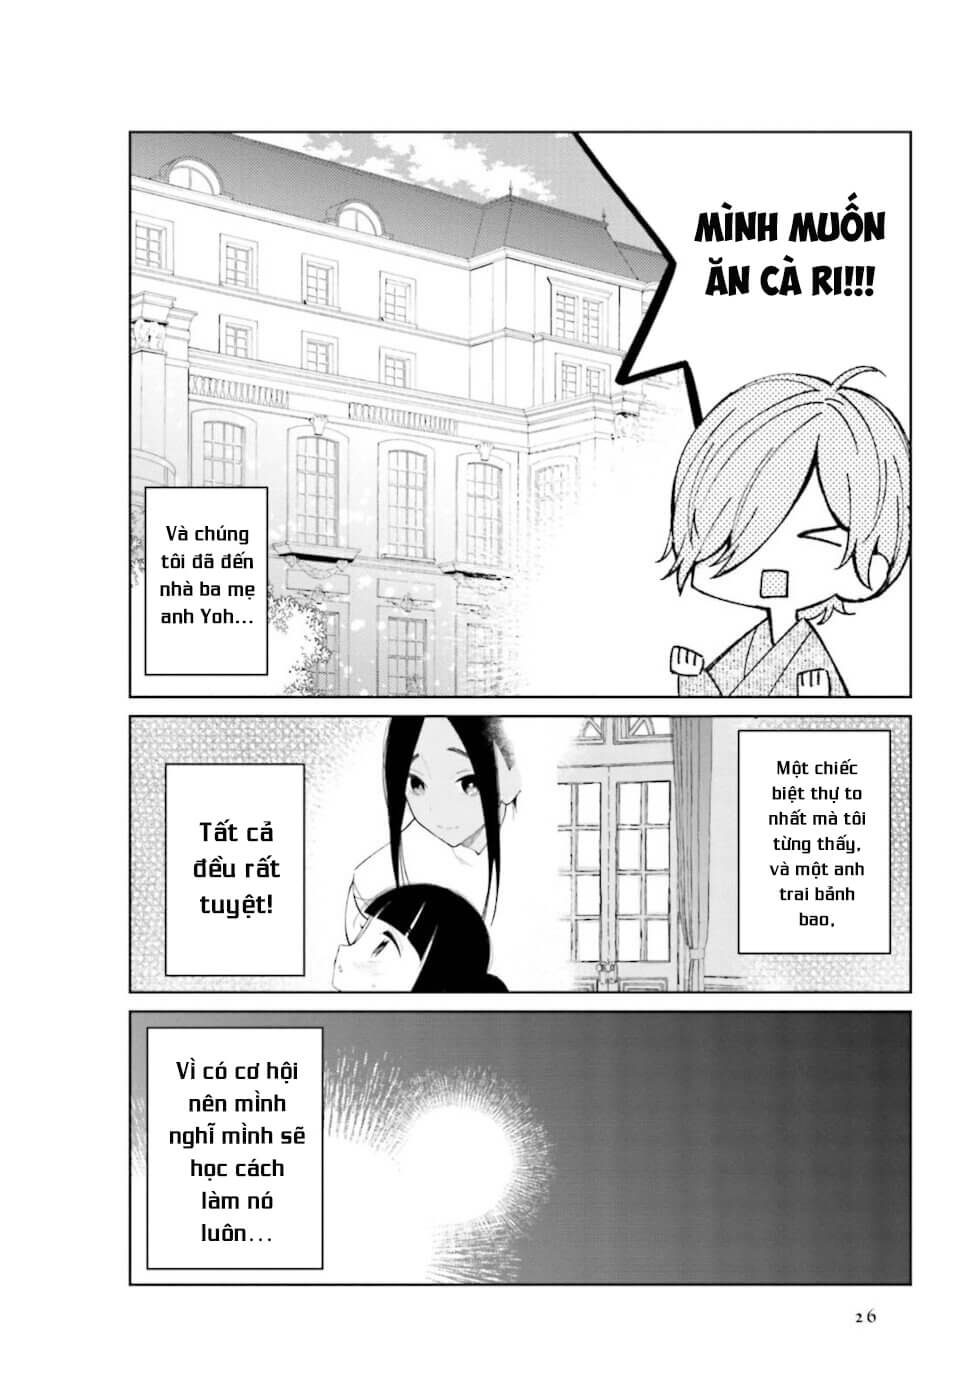 MÌNH MUỐN
ĂN CÀ RI!!!
Và chúng
tôi đã đến
nhà ba mẹ
anh Yoh...
Một chiếc
biệt thự to
nhất mà tôi
từng thấy,
và một anh
trai bảnh
bao,
Tất cả
đều rất
tuyệt!
Vì có cơ hội
nên mình
nghĩ mình sẽ
học cách
làm nó
luôn...
26